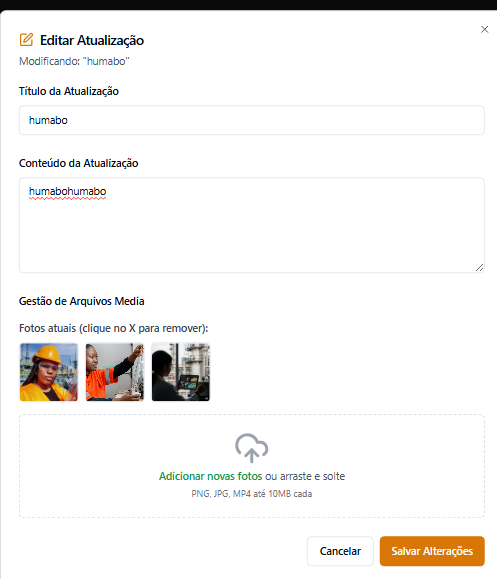 Editar Atualização
Modificando: "humabo"
Título da Atualização
humabo
Conteúdo da Atualização
humabohumabo
Gestão de Arquivos Media
Fotos atuais (clique no X para remover):
Adicionar novas fotos ou arraste e solte
PNG, JPG, MP4 até 10MB cada
Cancelar
Salvar Alterações